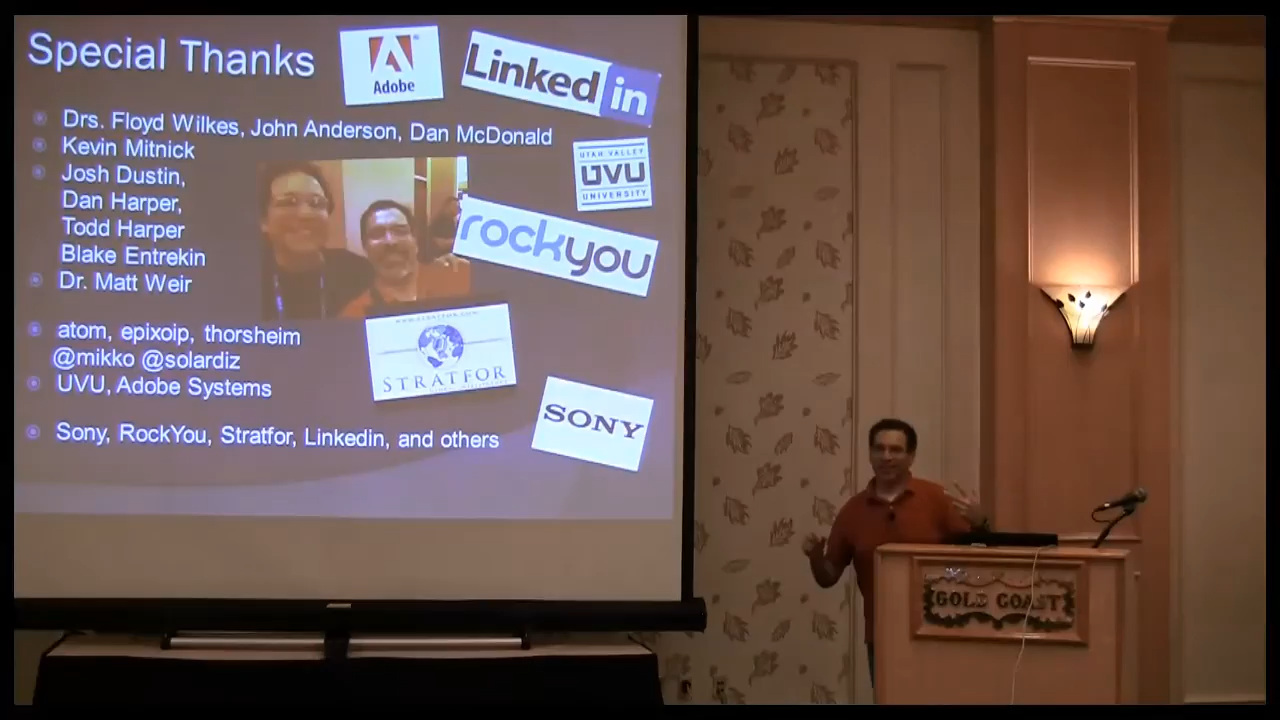 Special Thanks
Adobe
Linked in
Drs. Floyd Wilkes, John Anderson, Dan McDonald
Kevin Mitnick
Josh Dustin,
Dan Harper,
Todd Harper
Blake Entrekin
Dr. Matt Weir
UTAH VALLEY
UVU
UNIVERSITY
rockyou
atom, epixoip, thorsheim
@mikko @solardiz
UVU, Adobe Systems
STRATFOR
Sony, RockYou, Stratfor, Linkedin, and others
SONY
GOLD COAST